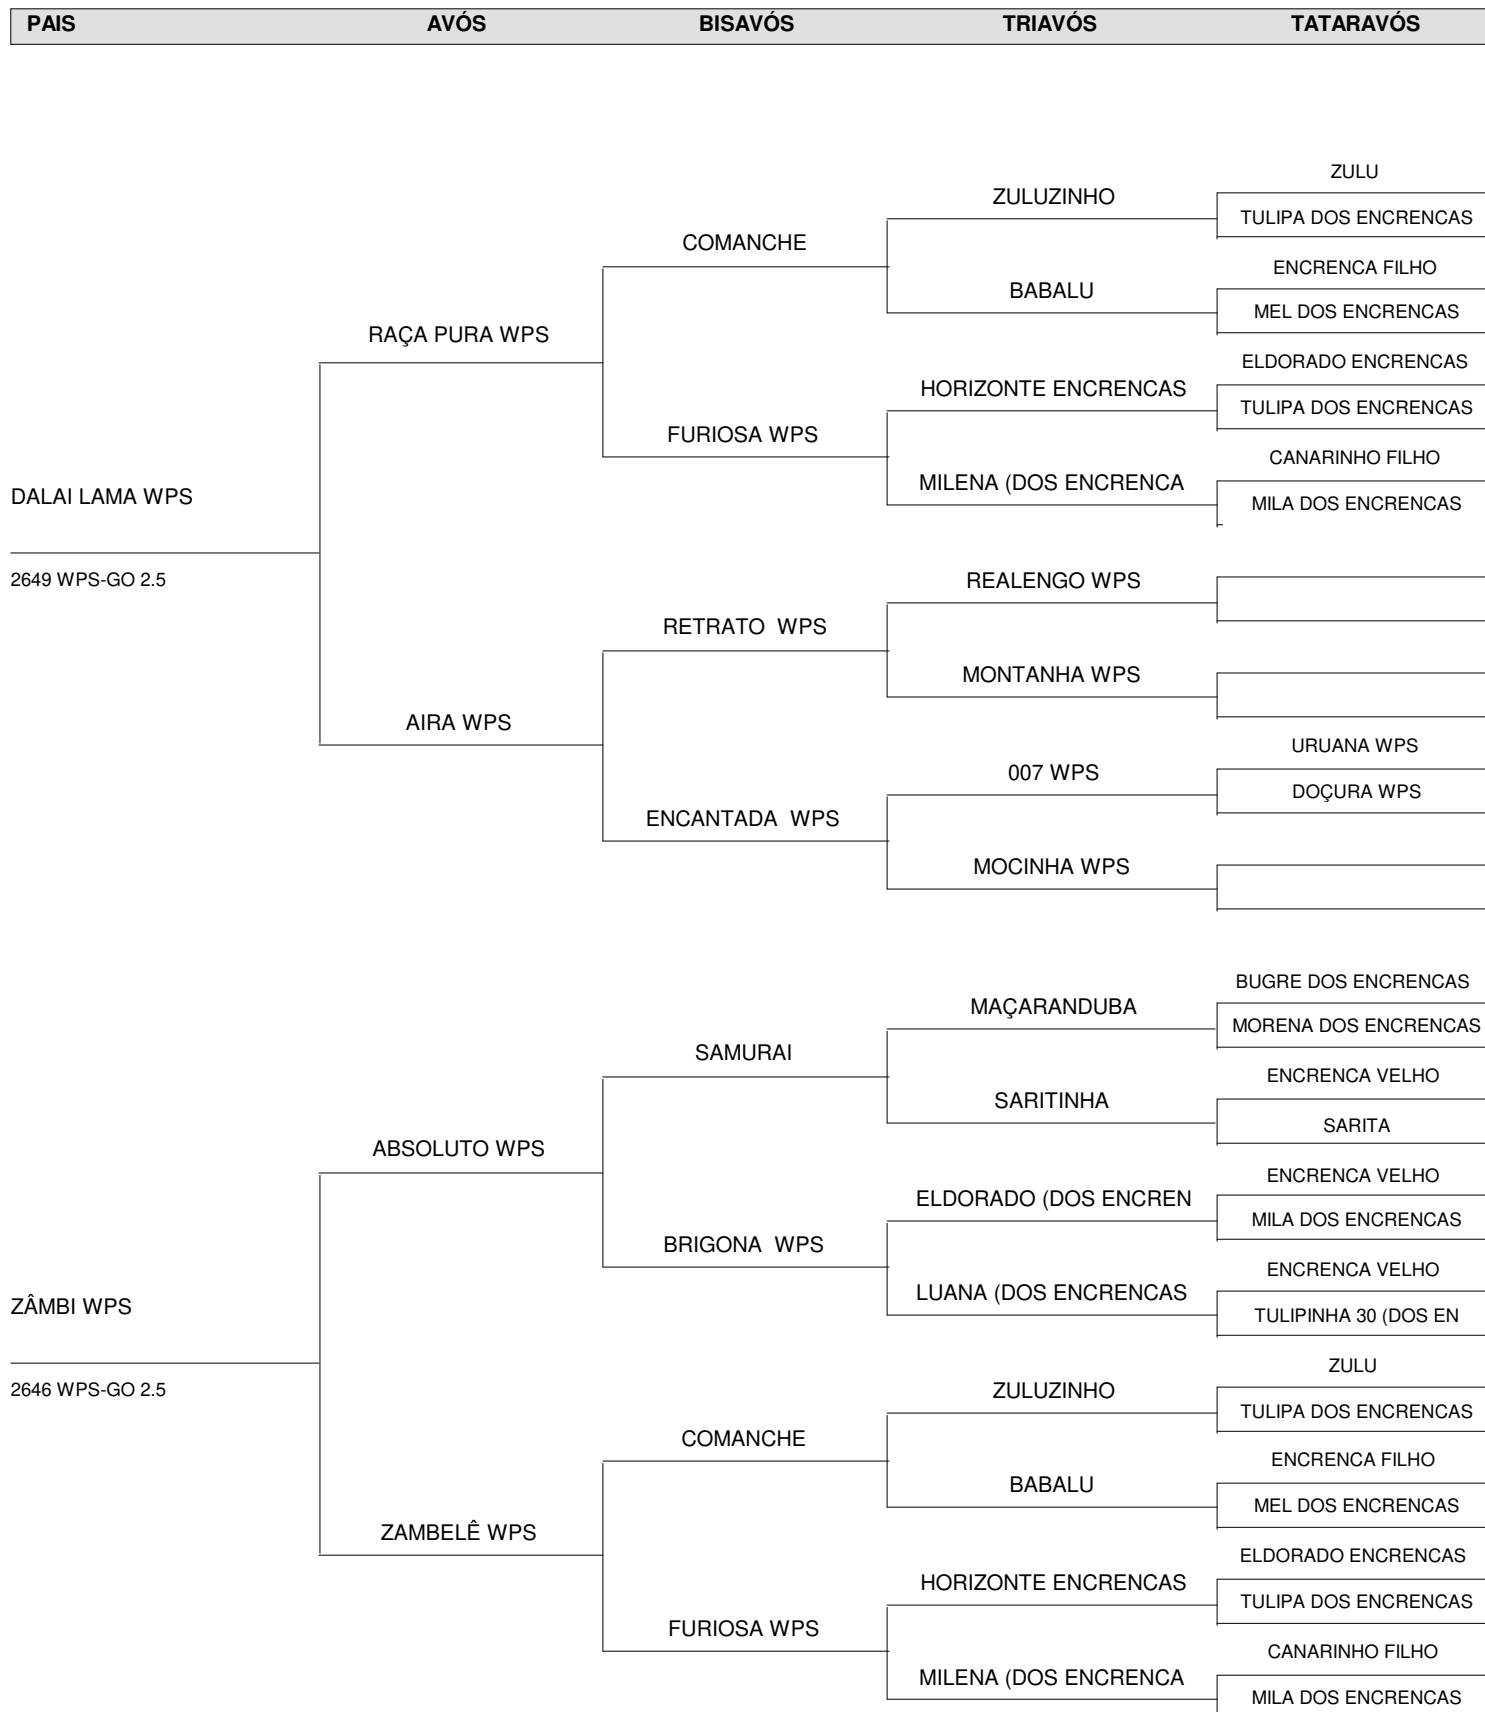 PAIS AVÓS BISAVÓS TRIAVÓS TATARAVÓS
ZULU
ZULUZINHO
TULIPA DOS ENCRENCAS
COMANCHE
ENCRENCA FILHO
BABALU
MEL DOS ENCRENCAS
RAÇA PURA WPS
ELDORADO ENCRENCAS
HORIZONTE ENCRENCAS
TULIPA DOS ENCRENCAS
FURIOSA WPS
CANARINHO FILHO
MILENA (DOS ENCRENCA
MILA DOS ENCRENCAS
DALAI LAMA WPS
2649 WPS-GO 2.5
REALENGO WPS
RETRATO WPS
MONTANHA WPS
AIRA WPS
URUANA WPS
007 WPS
DOÇURA WPS
ENCANTADA WPS
MOCINHA WPS
BUGRE DOS ENCRENCAS
MAÇARANDUBA
MORENA DOS ENCRENCAS
SAMURAI
ENCRENCA VELHO
SARITINHA
SARITA
ABSOLUTO WPS
ENCRENCA VELHO
ELDORADO (DOS ENCREN
MILA DOS ENCRENCAS
BRIGONA WPS
ENCRENCA VELHO
LUANA (DOS ENCRENCAS
TULIPINHA 30 (DOS EN
ZÂMBI WPS
2646 WPS-GO 2.5
ZULU
ZULUZINHO
TULIPA DOS ENCRENCAS
COMANCHE
ENCRENCA FILHO
BABALU
MEL DOS ENCRENCAS
ZAMBELÊ WPS
ELDORADO ENCRENCAS
HORIZONTE ENCRENCAS
TULIPA DOS ENCRENCAS
FURIOSA WPS
CANARINHO FILHO
MILENA (DOS ENCRENCA
MILA DOS ENCRENCAS